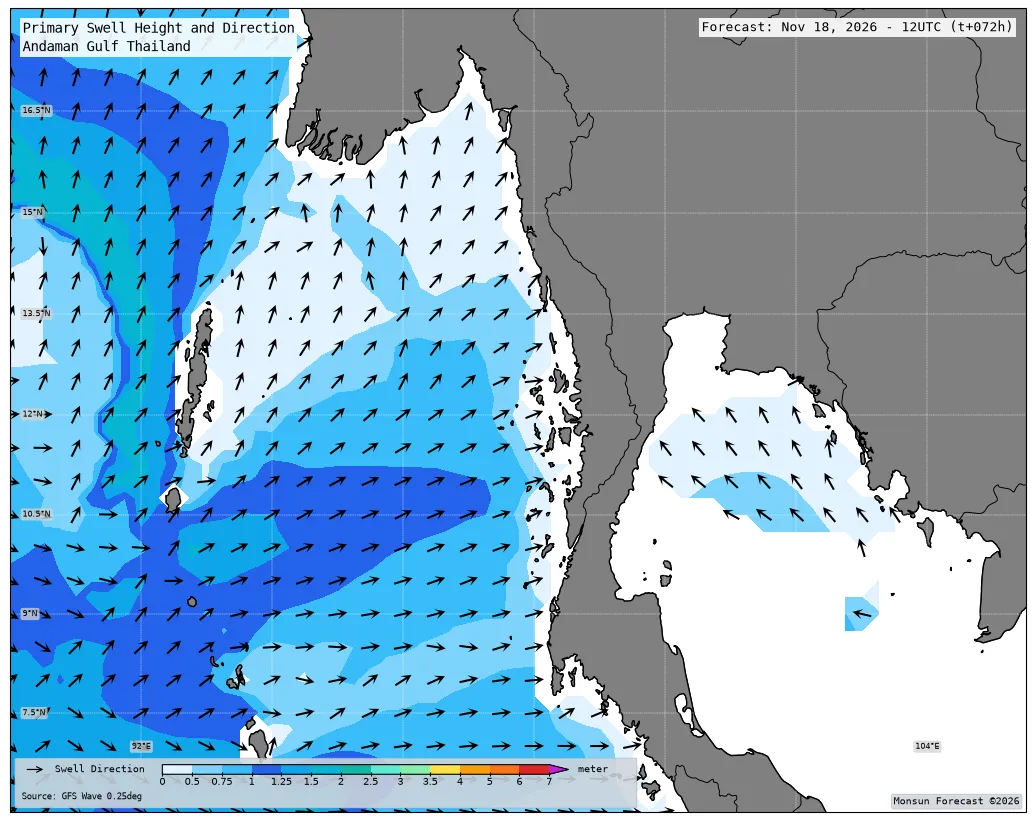 Primary Swell Height and Direction
Andaman Gulf Thailand
Forecast: Nov 18, 2026 - 12UTC (t+072h)
16.5°N
15°N
13.5°N
12°N
10.5°N
9°N
7.5°N
92°E
104°E
Swell Direction
meter
0 0.5 0.75 1.25 1.5 2 2.5 3 3.5 4 5 6 7
Source: GFS Wave 0.25deg
Monsun Forecast ©2026